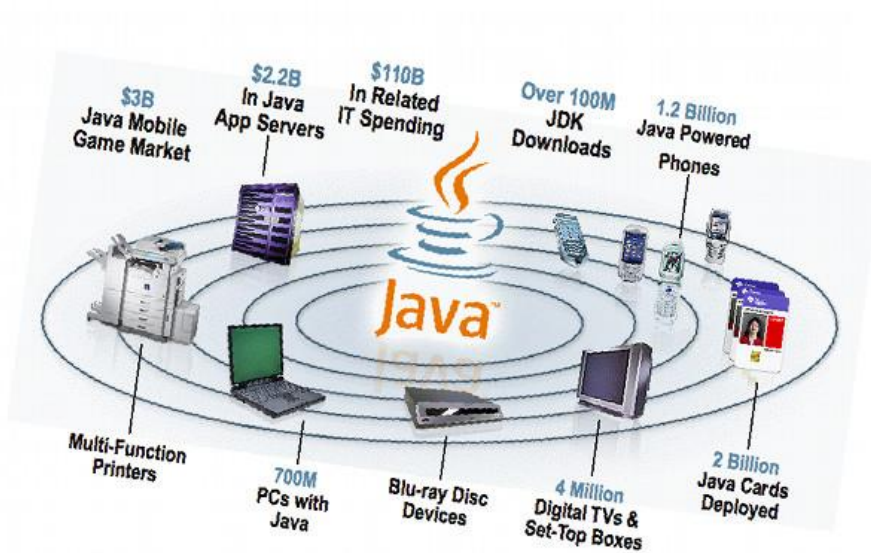 $3B
Java Mobile
Game Market
$2.2B
In Java
App Servers
$110B
In Related
IT Spending
Over 100M
JDK
Downloads
1.2 Billion
Java Powered
Phones
Java™
Multi-Function
Printers
700M
PCs with
Java
Blu-ray Disc
Devices
4 Million
Digital TVs &
Set-Top Boxes
2 Billion
Java Cards
Deployed